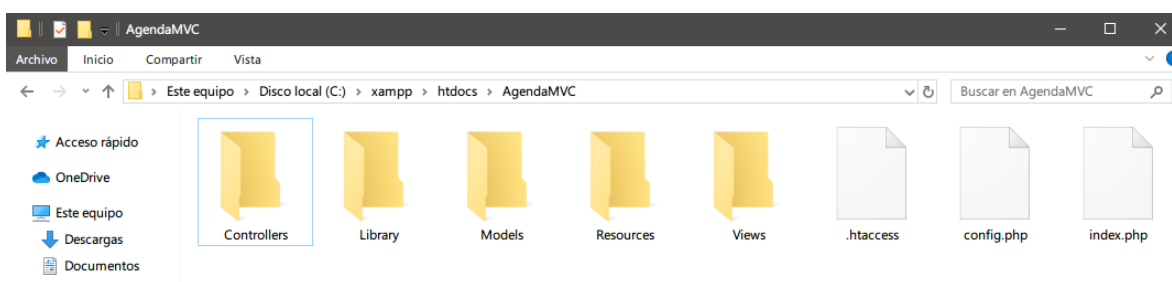 AgendaMVC
Archivo Inicio Compartir Vista
Este equipo > Disco local (C:) > xampp > htdocs > AgendaMVC
Buscar en AgendaMVC
Acceso rápido
OneDrive
Este equipo
Descargas
Documentos
Controllers Library Models Resources Views .htaccess config.php index.php